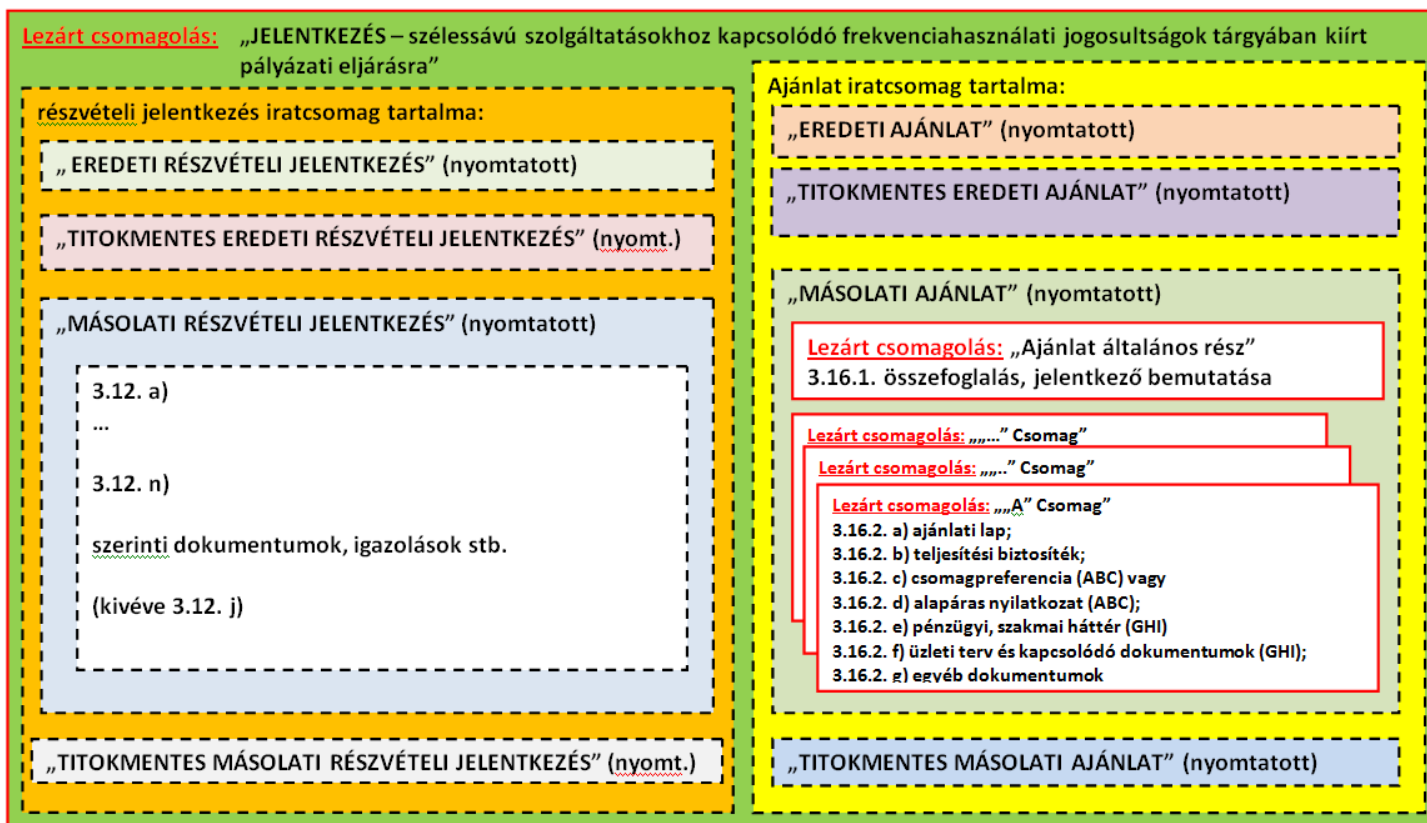 Lezárt csomagolás: „JELENTKEZÉS – szélessávú szolgáltatásokhoz kapcsolódó frekvenciahasználati jogosultságok tárgyában kiírt
pályázati eljárásra”
részvételi jelentkezés iratcsomag tartalma:
„ EREDETI RÉSZVÉTELI JELENTKEZÉS” (nyomtatott)
„TITOKMENTES EREDETI RÉSZVÉTELI JELENTKEZÉS” (nyomt.)
„MÁSOLATI RÉSZVÉTELI JELENTKEZÉS” (nyomtatott)
3.12. a)
...
3.12. n)
szerinti dokumentumok, igazolások stb.
(kivéve 3.12. j)
„TITOKMENTES MÁSOLATI RÉSZVÉTELI JELENTKEZÉS” (nyomt.)
Ajánlat iratcsomag tartalma:
„EREDETI AJÁNLAT” (nyomtatott)
„TITOKMENTES EREDETI AJÁNLAT” (nyomtatott)
„MÁSOLATI AJÁNLAT” (nyomtatott)
Lezárt csomagolás: „Ajánlat általános rész”
3.16.1. összefoglalás, jelentkező bemutatása
Lezárt csomagolás: „„...” Csomag”
Lezárt csomagolás: „„..” Csomag”
Lezárt csomagolás: „„A” Csomag”
3.16.2. a) ajánlati lap;
3.16.2. b) teljesítési biztosíték;
3.16.2. c) csomagpreferencia (ABC) vagy
3.16.2. d) alapáras nyilatkozat (ABC);
3.16.2. e) pénzügyi, szakmai háttér (GHI)
3.16.2. f) üzleti terv és kapcsolódó dokumentumok (GHI);
3.16.2. g) egyéb dokumentumok
„TITOKMENTES MÁSOLATI AJÁNLAT” (nyomtatott)